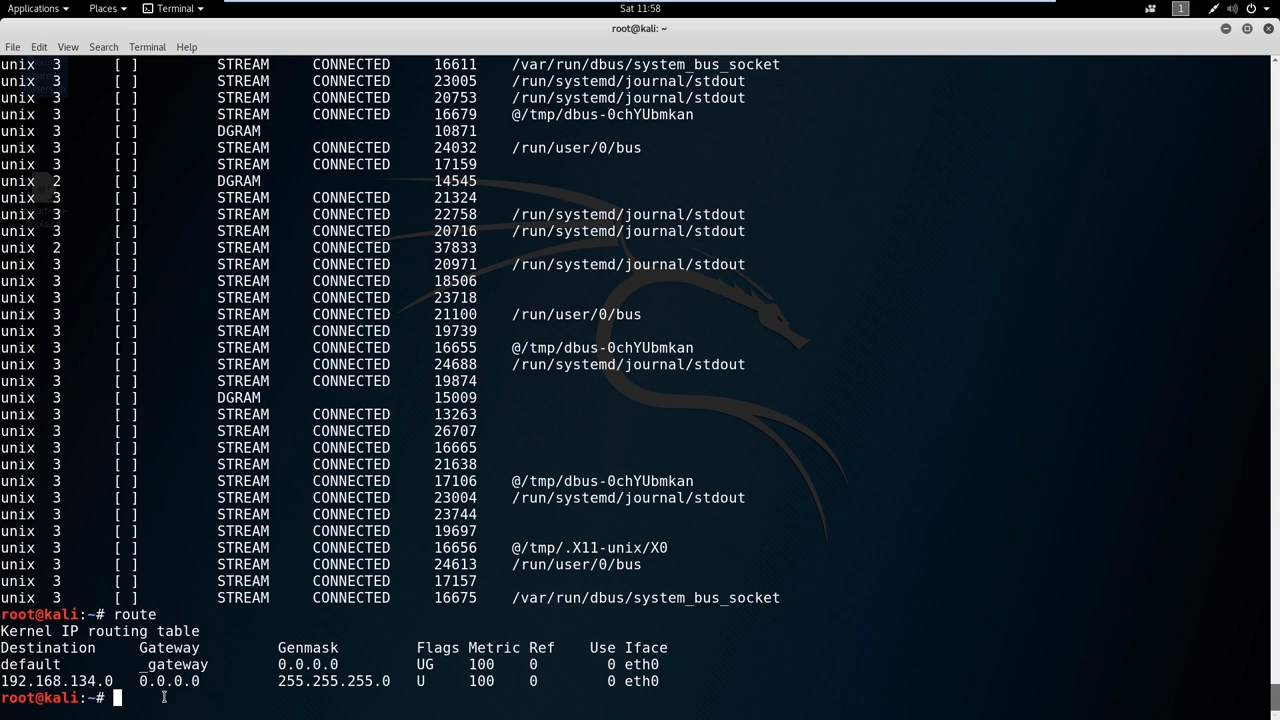 Applications Places Terminal Sat 11:58 1
root@kali: ~
File Edit View Search Terminal Help
unix 3 [ ] STREAM CONNECTED 16611 /var/run/dbus/system_bus_socket
unix 3 [ ] STREAM CONNECTED 23005 /run/systemd/journal/stdout
unix 3 [ ] STREAM CONNECTED 20753 /run/systemd/journal/stdout
unix 3 [ ] STREAM CONNECTED 16679 @/tmp/dbus-0chYUbmkan
unix 3 [ ] DGRAM 10871
unix 3 [ ] STREAM CONNECTED 24032 /run/user/0/bus
unix 3 [ ] STREAM CONNECTED 17159
unix 2 [ ] DGRAM 14545
unix 3 [ ] STREAM CONNECTED 21324
unix 3 [ ] STREAM CONNECTED 22758 /run/systemd/journal/stdout
unix 3 [ ] STREAM CONNECTED 20716 /run/systemd/journal/stdout
unix 2 [ ] STREAM CONNECTED 37833
unix 3 [ ] STREAM CONNECTED 20971 /run/systemd/journal/stdout
unix 3 [ ] STREAM CONNECTED 18506
unix 3 [ ] STREAM CONNECTED 23718
unix 3 [ ] STREAM CONNECTED 21100 /run/user/0/bus
unix 3 [ ] STREAM CONNECTED 19739
unix 3 [ ] STREAM CONNECTED 16655 @/tmp/dbus-0chYUbmkan
unix 3 [ ] STREAM CONNECTED 24688 /run/systemd/journal/stdout
unix 3 [ ] STREAM CONNECTED 19874
unix 3 [ ] DGRAM 15009
unix 3 [ ] STREAM CONNECTED 13263
unix 3 [ ] STREAM CONNECTED 26707
unix 3 [ ] STREAM CONNECTED 16665
unix 3 [ ] STREAM CONNECTED 21638
unix 3 [ ] STREAM CONNECTED 17106 @/tmp/dbus-0chYUbmkan
unix 3 [ ] STREAM CONNECTED 23004 /run/systemd/journal/stdout
unix 3 [ ] STREAM CONNECTED 23744
unix 3 [ ] STREAM CONNECTED 19697
unix 3 [ ] STREAM CONNECTED 16656 @/tmp/.X11-unix/X0
unix 3 [ ] STREAM CONNECTED 24613 /run/user/0/bus
unix 3 [ ] STREAM CONNECTED 17157
unix 3 [ ] STREAM CONNECTED 16675 /var/run/dbus/system_bus_socket
root@kali:~# route
Kernel IP routing table
Destination Gateway Genmask Flags Metric Ref Use Iface
default _gateway 0.0.0.0 UG 100 0 0 eth0
192.168.134.0 0.0.0.0 255.255.255.0 U 100 0 0 eth0
root@kali:~#